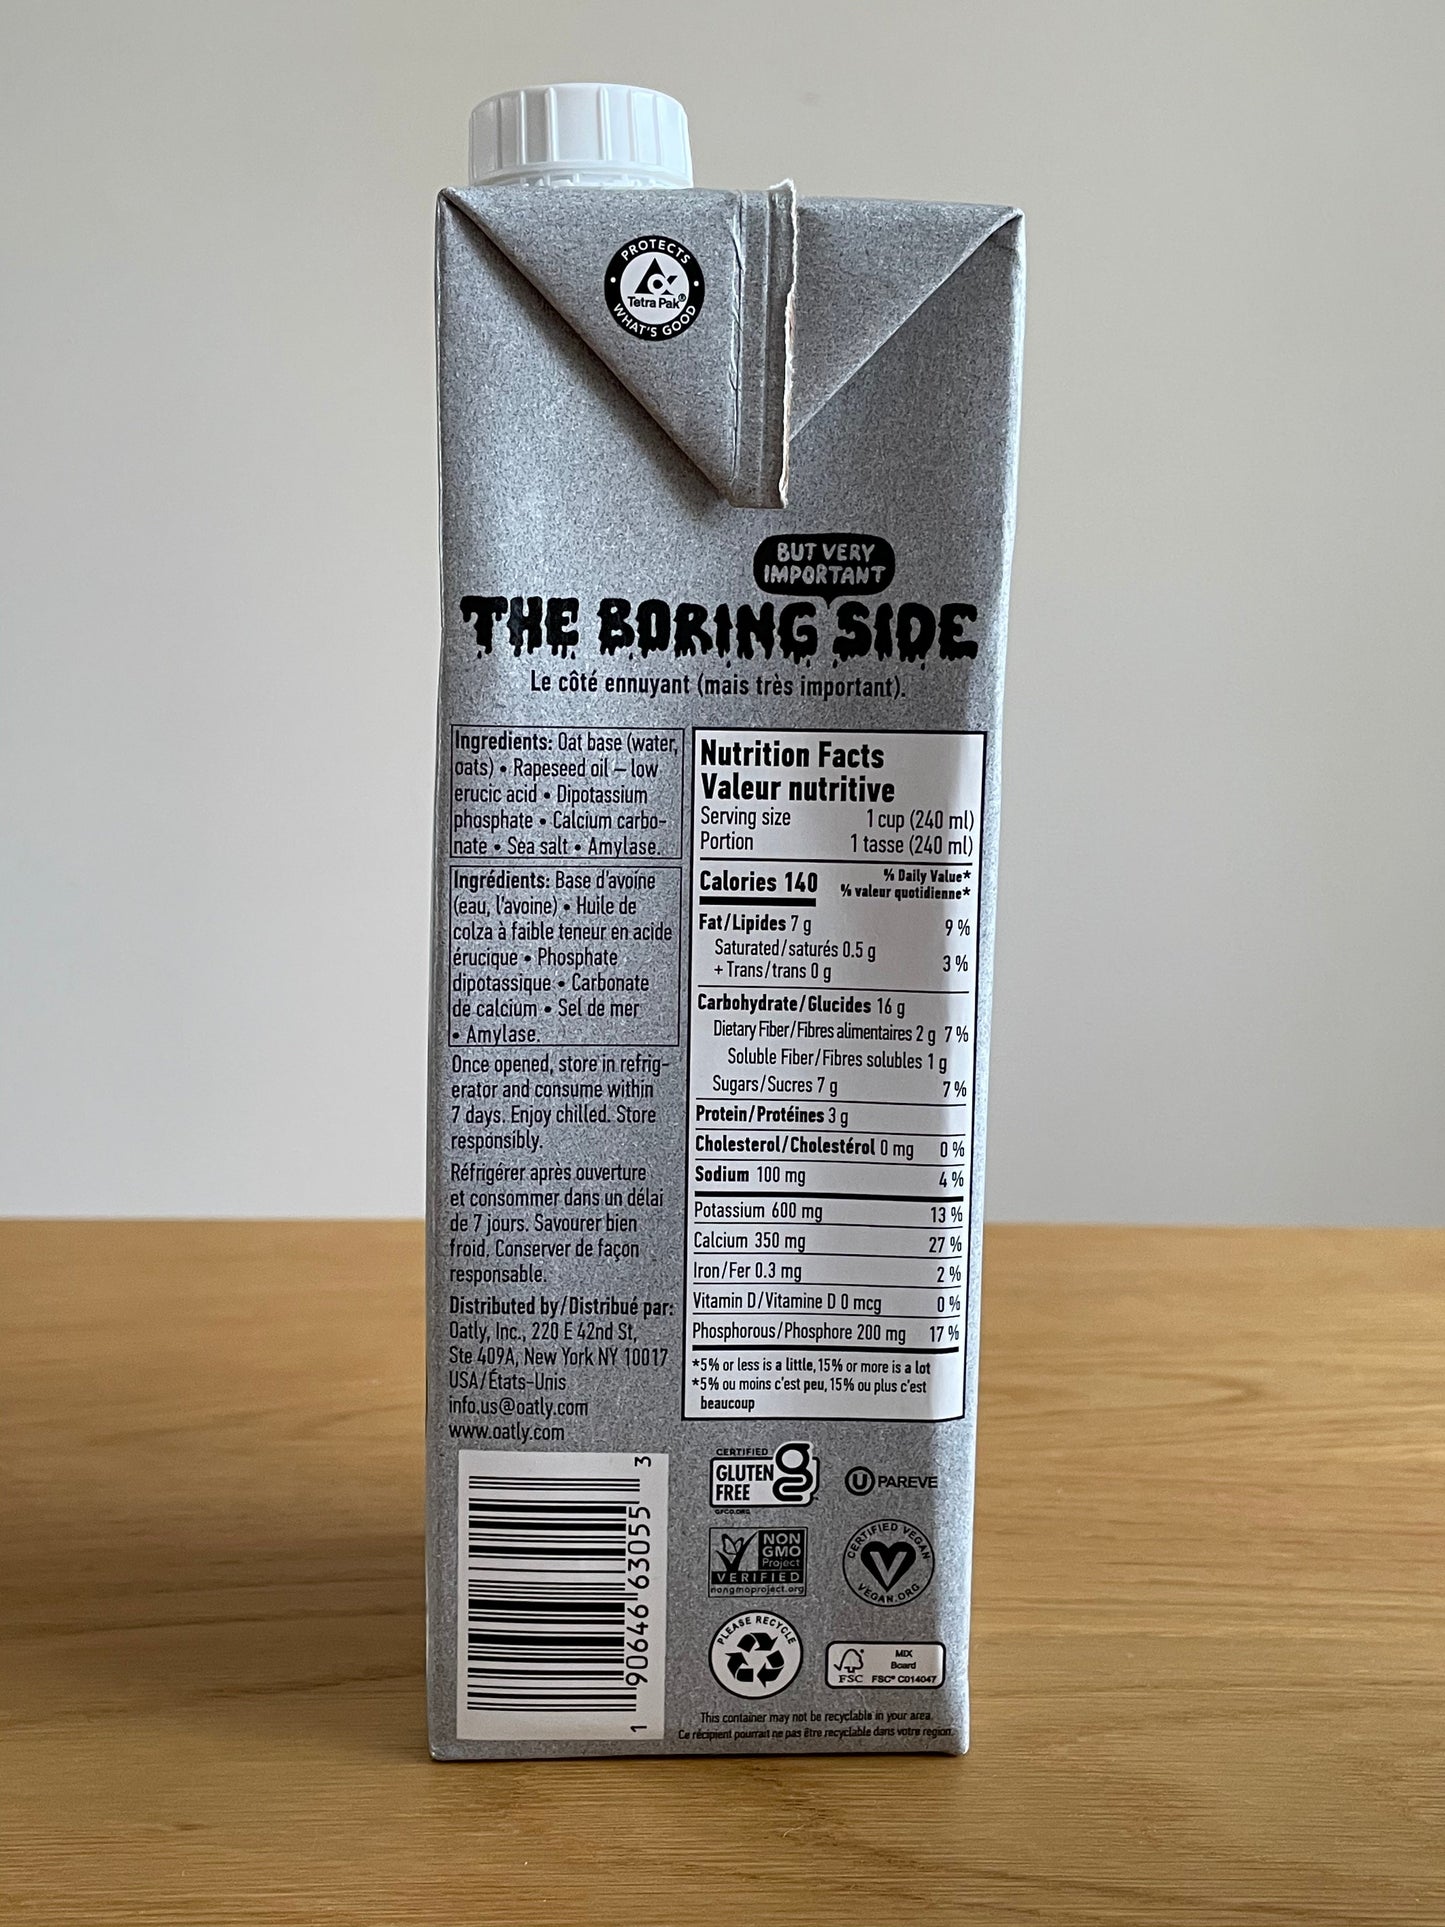 PROTECTS
Tetra Pak®
WHAT'S GOOD
BUT VERY
IMPORTANT
THE BORING SIDE
Le côté ennuyant (mais très important).
Ingredients: Oat base (water,
oats) • Rapeseed oil – low
erucic acid • Dipotassium
phosphate • Calcium carbo-
nate • Sea salt • Amylase.
Ingrédients: Base d'avoine
(eau, l'avoine) • Huile de
colza à faible teneur en acide
érucique • Phosphate
dipotassique • Carbonate
de calcium • Sel de mer
• Amylase.
Once opened, store in refrig-
erator and consume within
7 days. Enjoy chilled. Store
responsibly.
Réfrigérer après ouverture
et consommer dans un délai
de 7 jours. Savourer bien
froid. Conserver de façon
responsable.
Distributed by/Distribué par:
Oatly, Inc., 220 E 42nd St,
Ste 409A, New York NY 10017
USA/États-Unis
info.us@oatly.com
www.oatly.com
1 90646 63055 3
Nutrition Facts
Valeur nutritive
Serving size 1 cup (240 ml)
Portion 1 tasse (240 ml)
Calories 140
% Daily Value*
% valeur quotidienne*
Fat/Lipides 7 g 9 %
Saturated/saturés 0.5 g
+ Trans/trans 0 g 3 %
Carbohydrate/Glucides 16 g
Dietary Fiber/Fibres alimentaires 2 g 7 %
Soluble Fiber/Fibres solubles 1 g
Sugars/Sucres 7 g 7 %
Protein/Protéines 3 g
Cholesterol/Cholestérol 0 mg 0 %
Sodium 100 mg 4 %
Potassium 600 mg 13 %
Calcium 350 mg 27 %
Iron/Fer 0.3 mg 2 %
Vitamin D/Vitamine D 0 mcg 0 %
Phosphorous/Phosphore 200 mg 17 %
*5% or less is a little, 15% or more is a lot
*5% ou moins c'est peu, 15% ou plus c'est
beaucoup
CERTIFIED
GLUTEN
FREE
GFCO.ORG
U PAREVE
NON
GMO
Project
VERIFIED
nongmoproject.org
CERTIFIED VEGAN
VEGAN.ORG
PLEASE RECYCLE
FSC
MIX
Board
FSC® C014047
This container may not be recyclable in your area.
Ce récipient pourrait ne pas être recyclable dans votre region.